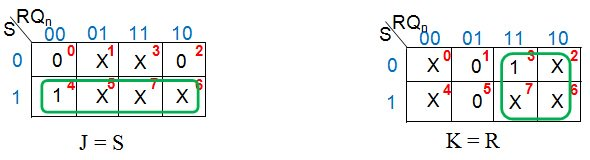 RQn RQn
S 00 01 11 10 S 00 01 11 10
0 0 0 X 1 X 3 0 2 0 X 0 0 1 1 3 X 2
1 1 4 X 5 X 7 X 6 1 X 4 0 5 X 7 X 6
J = S K = R